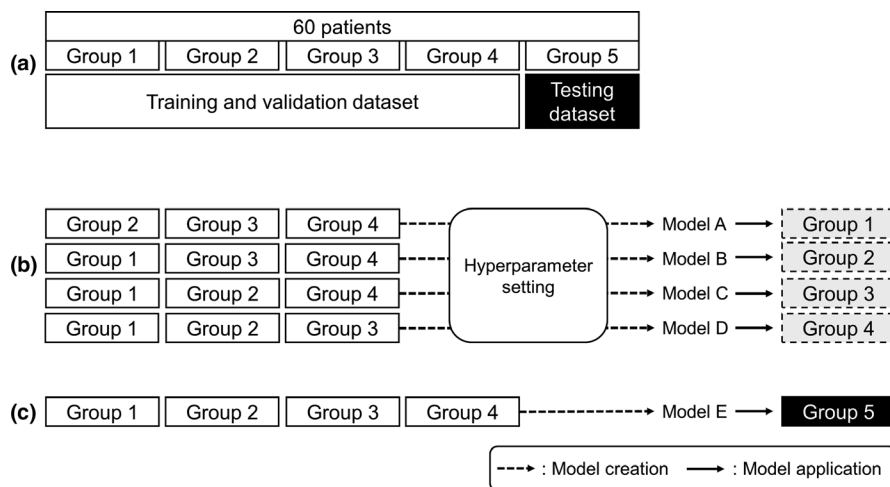 60 patients
(a) Group 1 Group 2 Group 3 Group 4 Group 5
Training and validation dataset
Testing
dataset
(b)
Group 2 Group 3 Group 4 Model A Group 1
Group 1 Group 3 Group 4 Model B Group 2
Group 1 Group 2 Group 4 Model C Group 3
Group 1 Group 2 Group 3 Model D Group 4
Hyperparameter
setting
(c) Group 1 Group 2 Group 3 Group 4 Model E Group 5
: Model creation : Model application